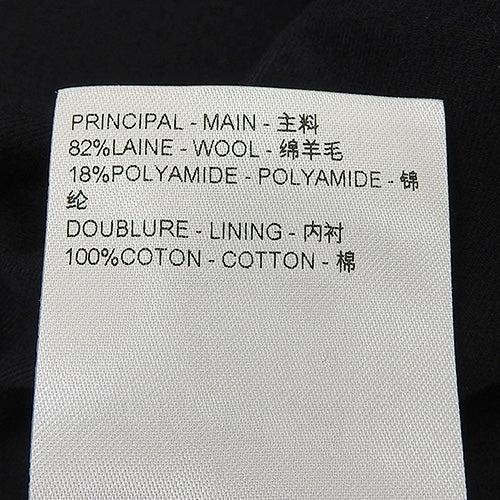 PRINCIPAL - MAIN - 主料
82%LAINE - WOOL - 绵羊毛
18%POLYAMIDE - POLYAMIDE - 锦
纶
DOUBLURE - LINING - 内衬
100%COTON - COTTON - 棉